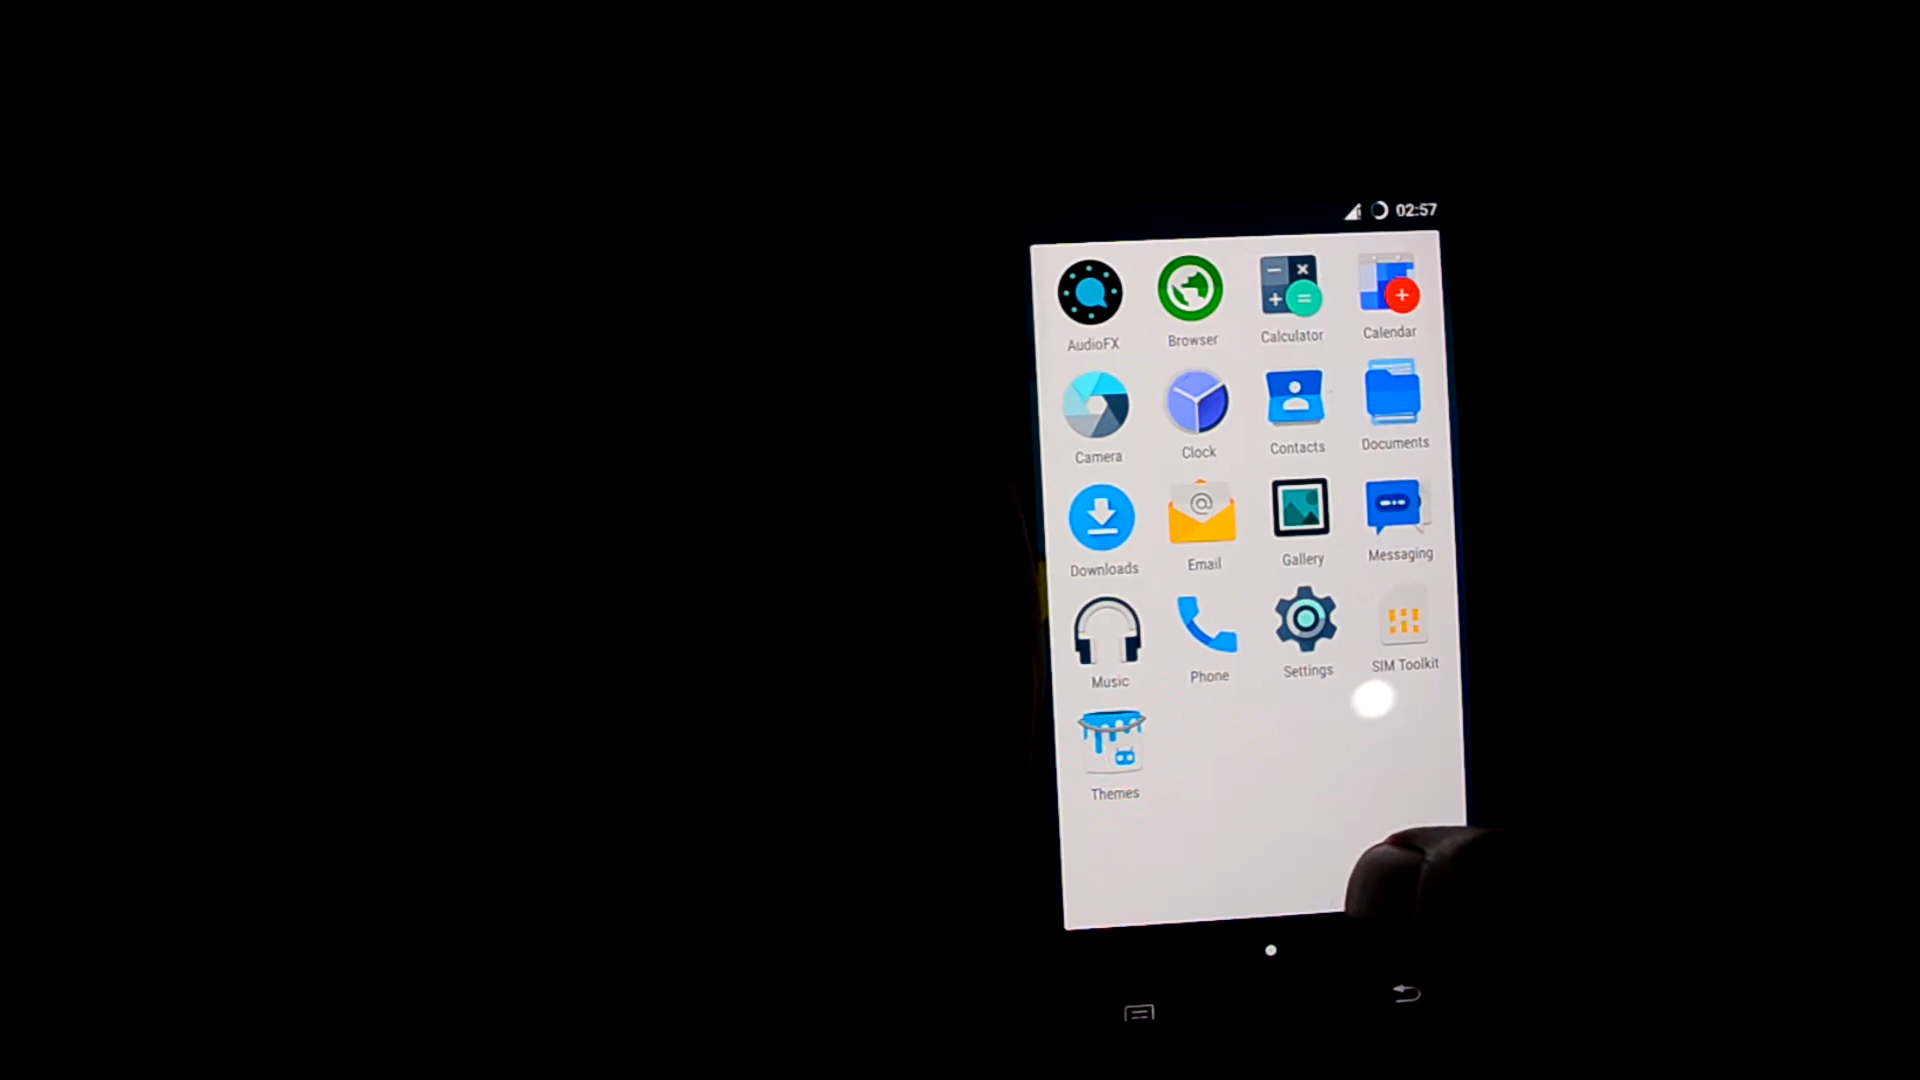 02:57
AudioFX Browser Calculator Calendar
Camera Clock Contacts Documents
@
Downloads Email Gallery Messaging
Music Phone Settings SIM Toolkit
Themes